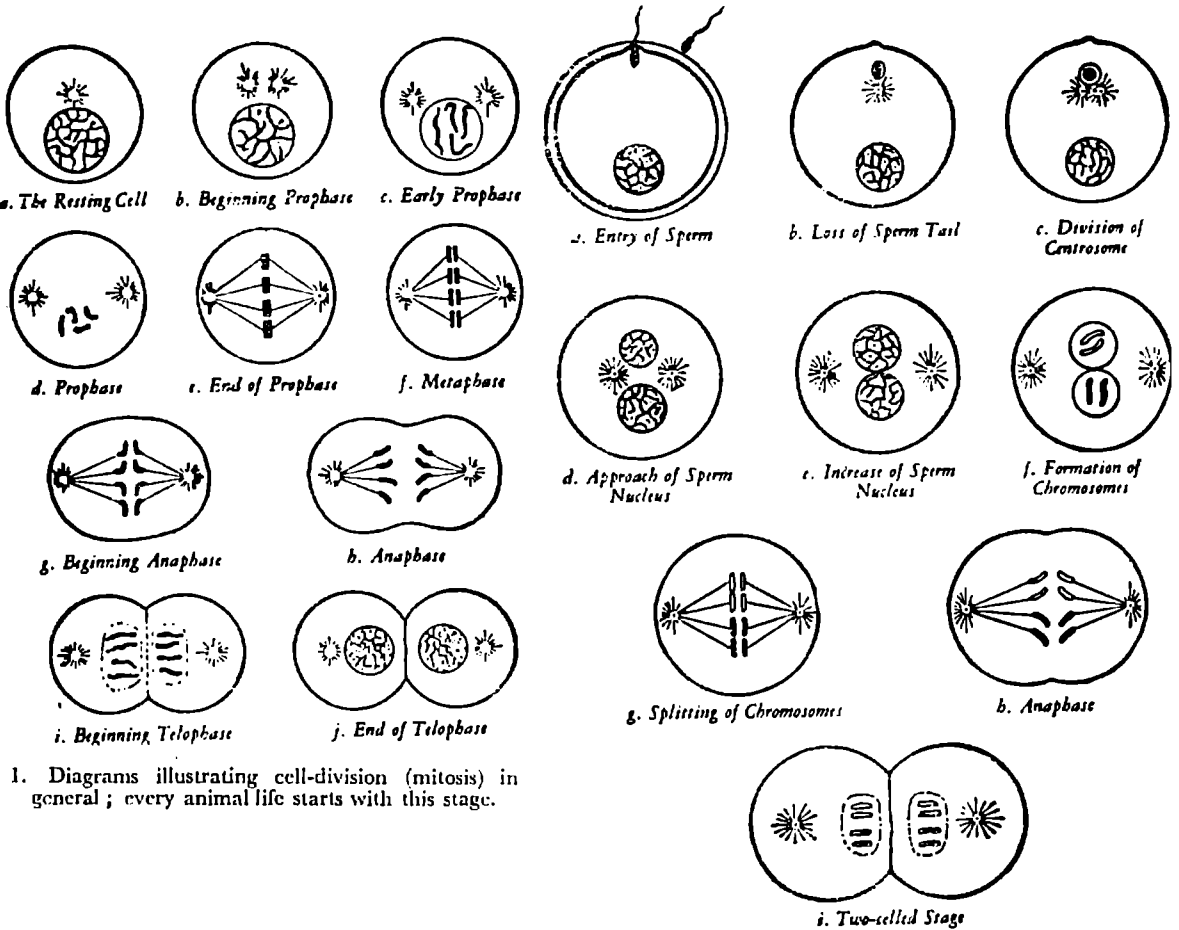 a. The Resting Cell
b. Beginning Prophase
c. Early Prophase
d. Prophase
e. End of Prophase
f. Metaphase
g. Beginning Anaphase
h. Anaphase
i. Beginning Telophase
j. End of Telophase
1. Diagrams illustrating cell-division (mitosis) in
general ; every animal life starts with this stage.
a. Entry of Sperm
b. Loss of Sperm Tail
c. Division of
Centrosome
d. Approach of Sperm
Nucleus
e. Increase of Sperm
Nucleus
f. Formation of
Chromosomes
g. Splitting of Chromosomes
h. Anaphase
i. Two-celled Stage